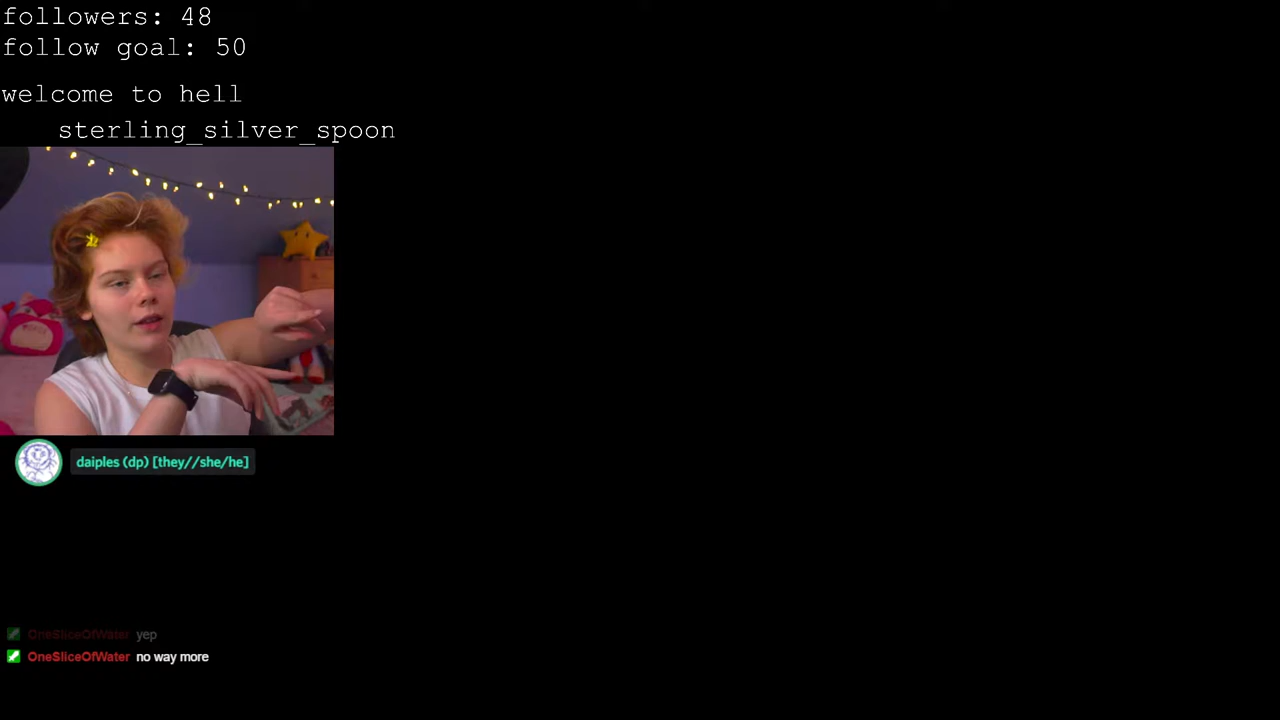 followers: 48
follow goal: 50
welcome to hell
sterling_silver_spoon
daiples (dp) [they//she/he]
OneSliceOfWater yep
OneSliceOfWater no way more